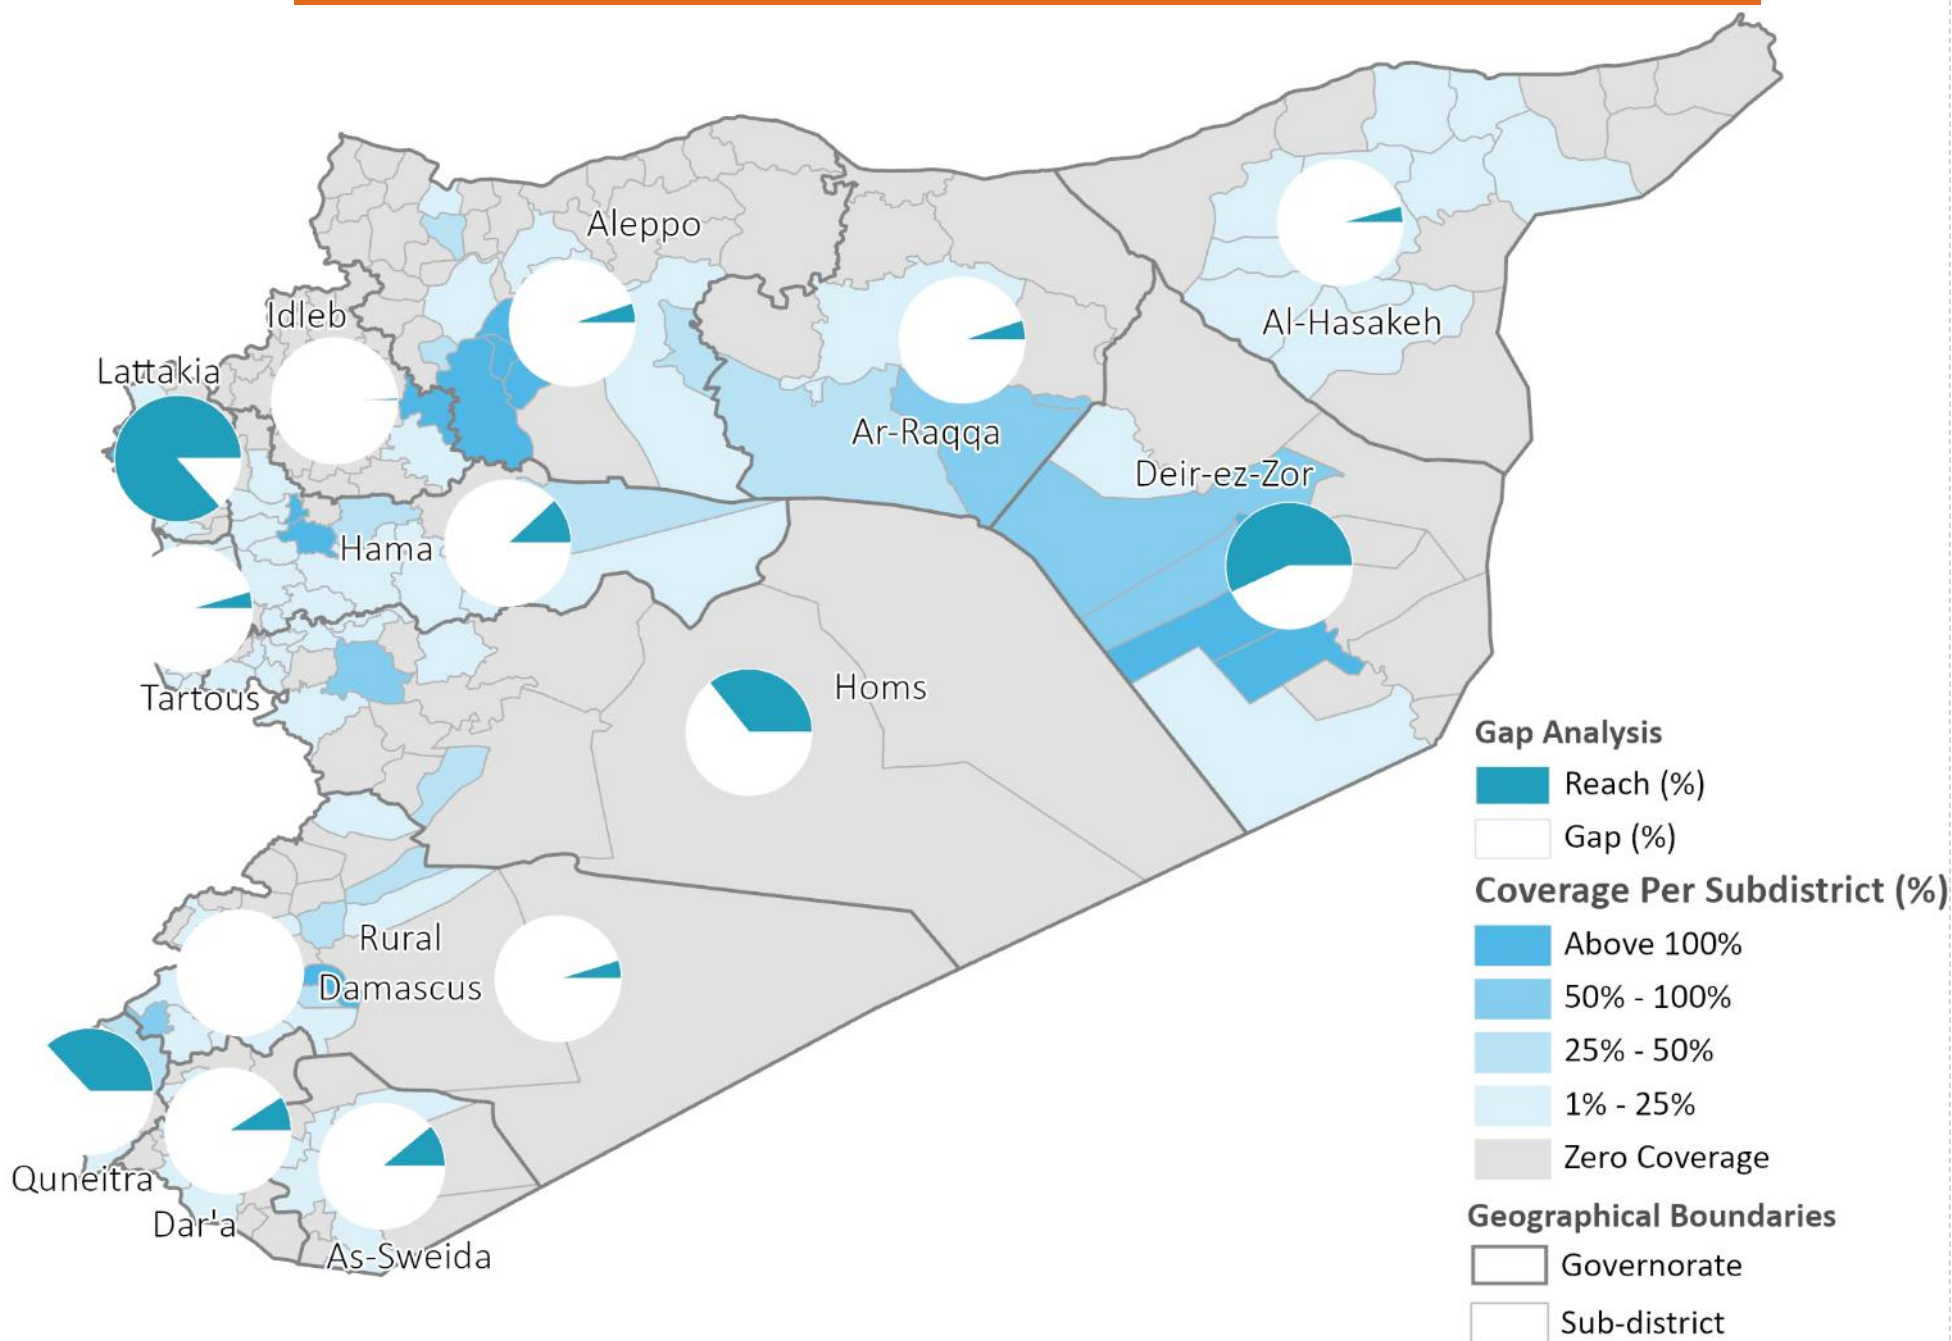 Aleppo
Idleb
Lattakia
Al-Hasakeh
Ar-Raqqa
Deir-ez-Zor
Hama
Tartous
Homs
Rural
Damascus
Quneitra
Dar'a
As-Sweida
Gap Analysis
Reach (%)
Gap (%)
Coverage Per Subdistrict (%)
Above 100%
50% - 100%
25% - 50%
1% - 25%
Zero Coverage
Geographical Boundaries
Governorate
Sub-district